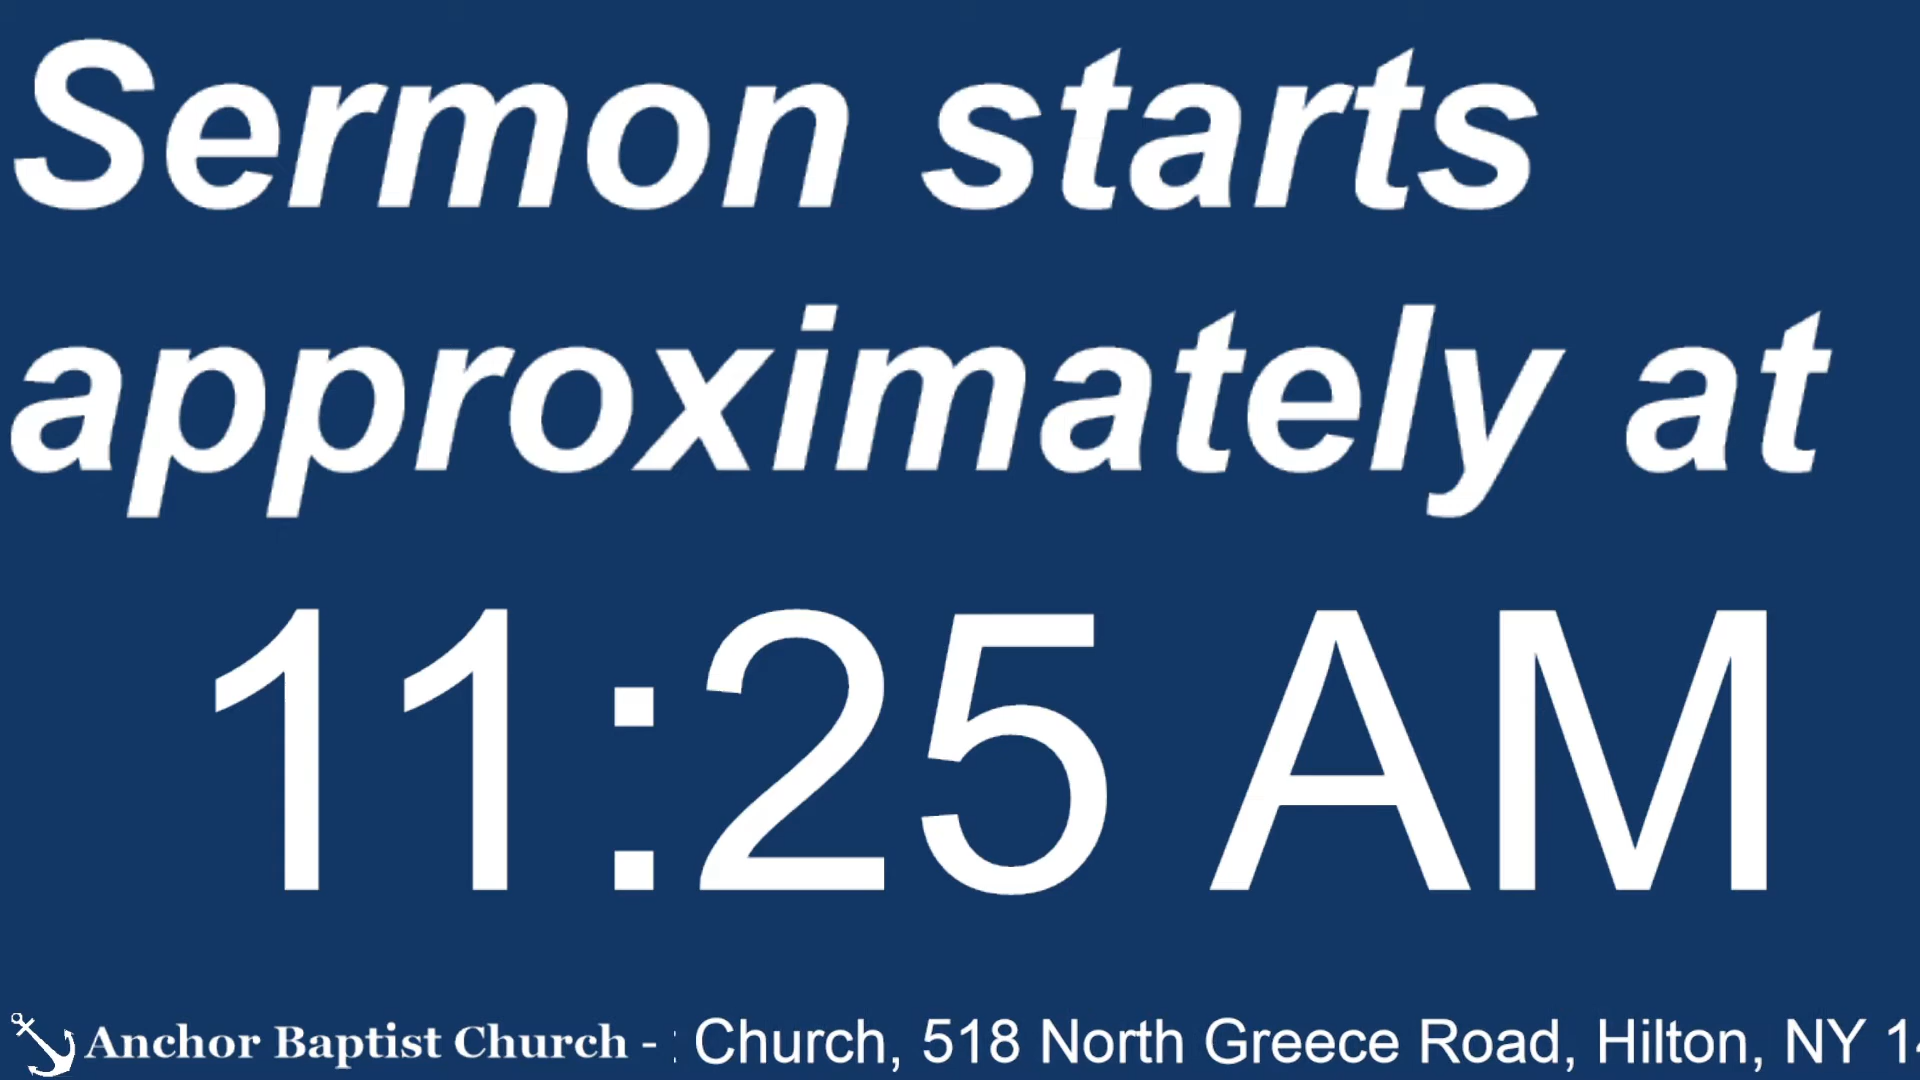 Sermon starts
approximately at
11:25 AM
Anchor Baptist Church - Church, 518 North Greece Road, Hilton, NY